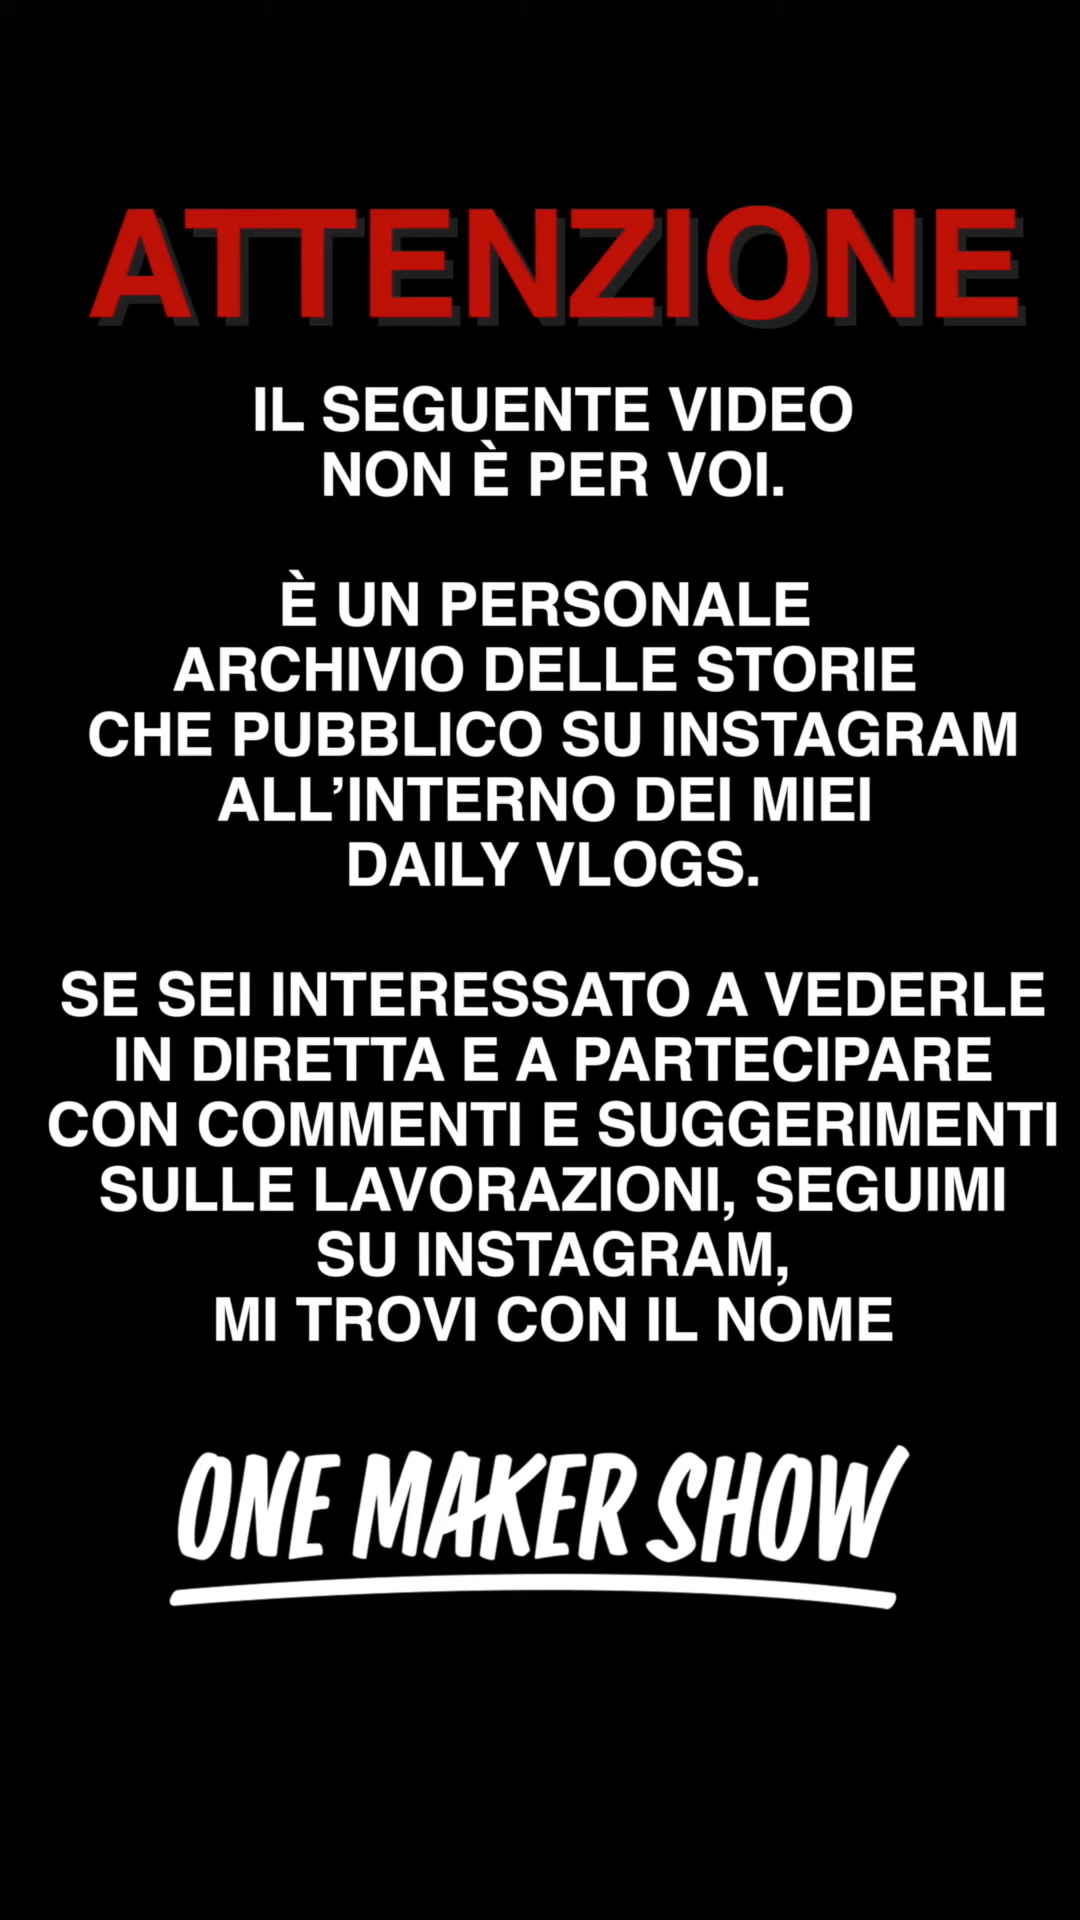 ATTENZIONE
IL SEGUENTE VIDEO
NON È PER VOI.
È UN PERSONALE
ARCHIVIO DELLE STORIE
CHE PUBBLICO SU INSTAGRAM
ALL’INTERNO DEI MIEI
DAILY VLOGS.
SE SEI INTERESSATO A VEDERLE
IN DIRETTA E A PARTECIPARE
CON COMMENTI E SUGGERIMENTI
SULLE LAVORAZIONI, SEGUIMI
SU INSTAGRAM,
MI TROVI CON IL NOME
ONE MAKER SHOW